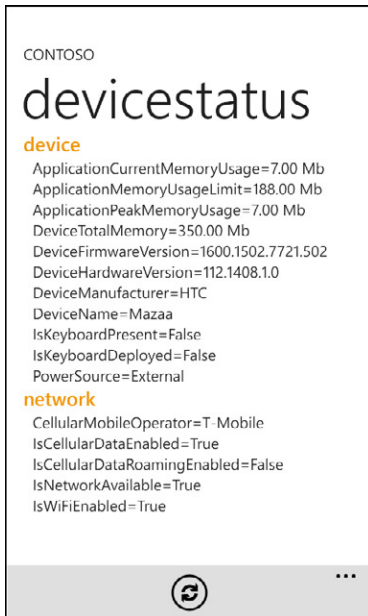 CONTOSO
devicestatus
device
ApplicationCurrentMemoryUsage=7.00 Mb
ApplicationMemoryUsageLimit=188.00 Mb
ApplicationPeakMemoryUsage=7.00 Mb
DeviceTotalMemory=350.00 Mb
DeviceFirmwareVersion=1600.1502.7721.502
DeviceHardwareVersion=112.1408.1.0
DeviceManufacturer=HTC
DeviceName=Mazaa
IsKeyboardPresent=False
IsKeyboardDeployed=False
PowerSource=External
network
CellularMobileOperator=T-Mobile
IsCellularDataEnabled=True
IsCellularDataRoamingEnabled=False
IsNetworkAvailable=True
IsWiFiEnabled=True